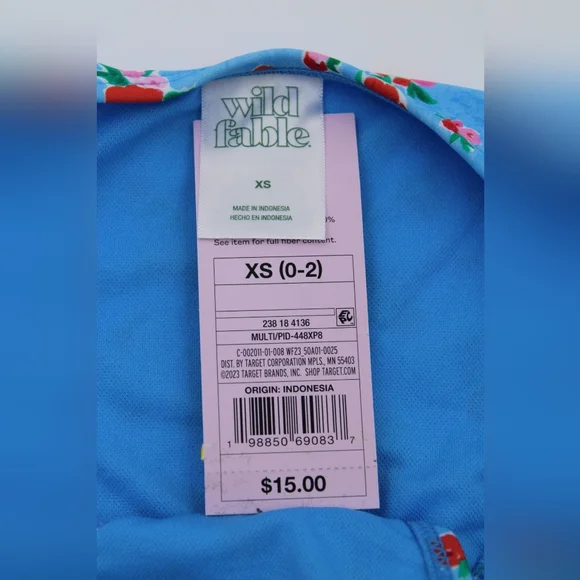 wild
fable.
XS
MADE IN INDONESIA
HECHO EN INDONESIA
See item for full fiber content.
XS (0-2)
238 18 4136
MULTI/PID-448XP8
C-002011-01-008 WF23_50A01-0025
DIST. BY TARGET CORPORATION MPLS., MN 55403
©2023 TARGET BRANDS, INC. SHOP TARGET.COM
ORIGIN: INDONESIA
1 98850 69083 7
$15.00